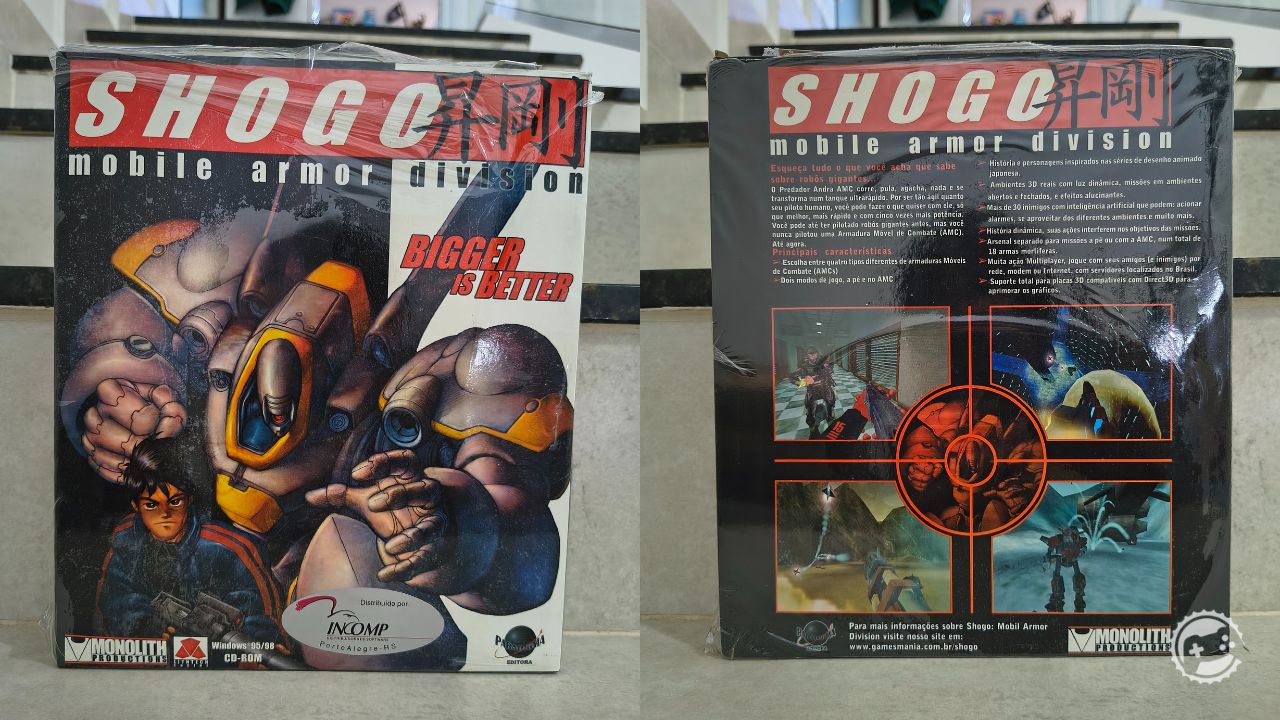 SHOGO昇剛
mobile armor division
BIGGER
IS BETTER
Distribuido por:
INCOMP
Porto Alegre-RS
MONOLITH
PRODUCTIONS
Windows 95/98
CD-ROM
EDITORA
SHOGO昇剛
mobile armor division
Esqueça tudo o que você acha que sabe
sobre robôs gigantes...
O Predador Andra AMC corre, pula, agacha, nada e se
transforma num tanque ultrarápido. Por ser tão ágil quanto
seu piloto humano, você pode fazer o que quiser com ele, só
que melhor, mais rápido e com cinco vezes mais potência.
Você pode até ter pilotado robôs gigantes antes, mas você
nunca pilotou uma Armadura Móvel de Combate (AMC).
Até agora.
Principais características
➢ Escolha entre quatro tipos diferentes de armaduras Móveis
de Combate (AMCs)
➢ Dois modos de jogo, a pé e no AMC
➢ História e personagens inspirados nas séries de desenho animado
japonesa.
➢ Ambientes 3D reais com luz dinámica, missões em ambientes
abertos e fechados, e efeitos alucinantes.
➢ Mais de 30 inimigos com inteligência artificial que podem: acionar
alarmes, se aproveitar dos diferentes ambientes e muito mais.
➢ História dinâmica, suas ações interferem nos objetivos das missões.
➢ Arsenal separado para missões a pé ou com a AMC, num total de
18 armas mortíferas.
➢ Muita ação Multiplayer, jogue com seus amigos (e inimigos) por
rede, modem ou Internet, com servidores localizados no Brasil.
➢ Suporte total para placas 3D compatíveis com Direct3D para
aprimorar os gráficos.
Para mais informações sobre Shogo: Mobil Armor
Division visite nosso site em:
www.gamesmania.com.br/shogo
MONOLITH
PRODUCTIONS